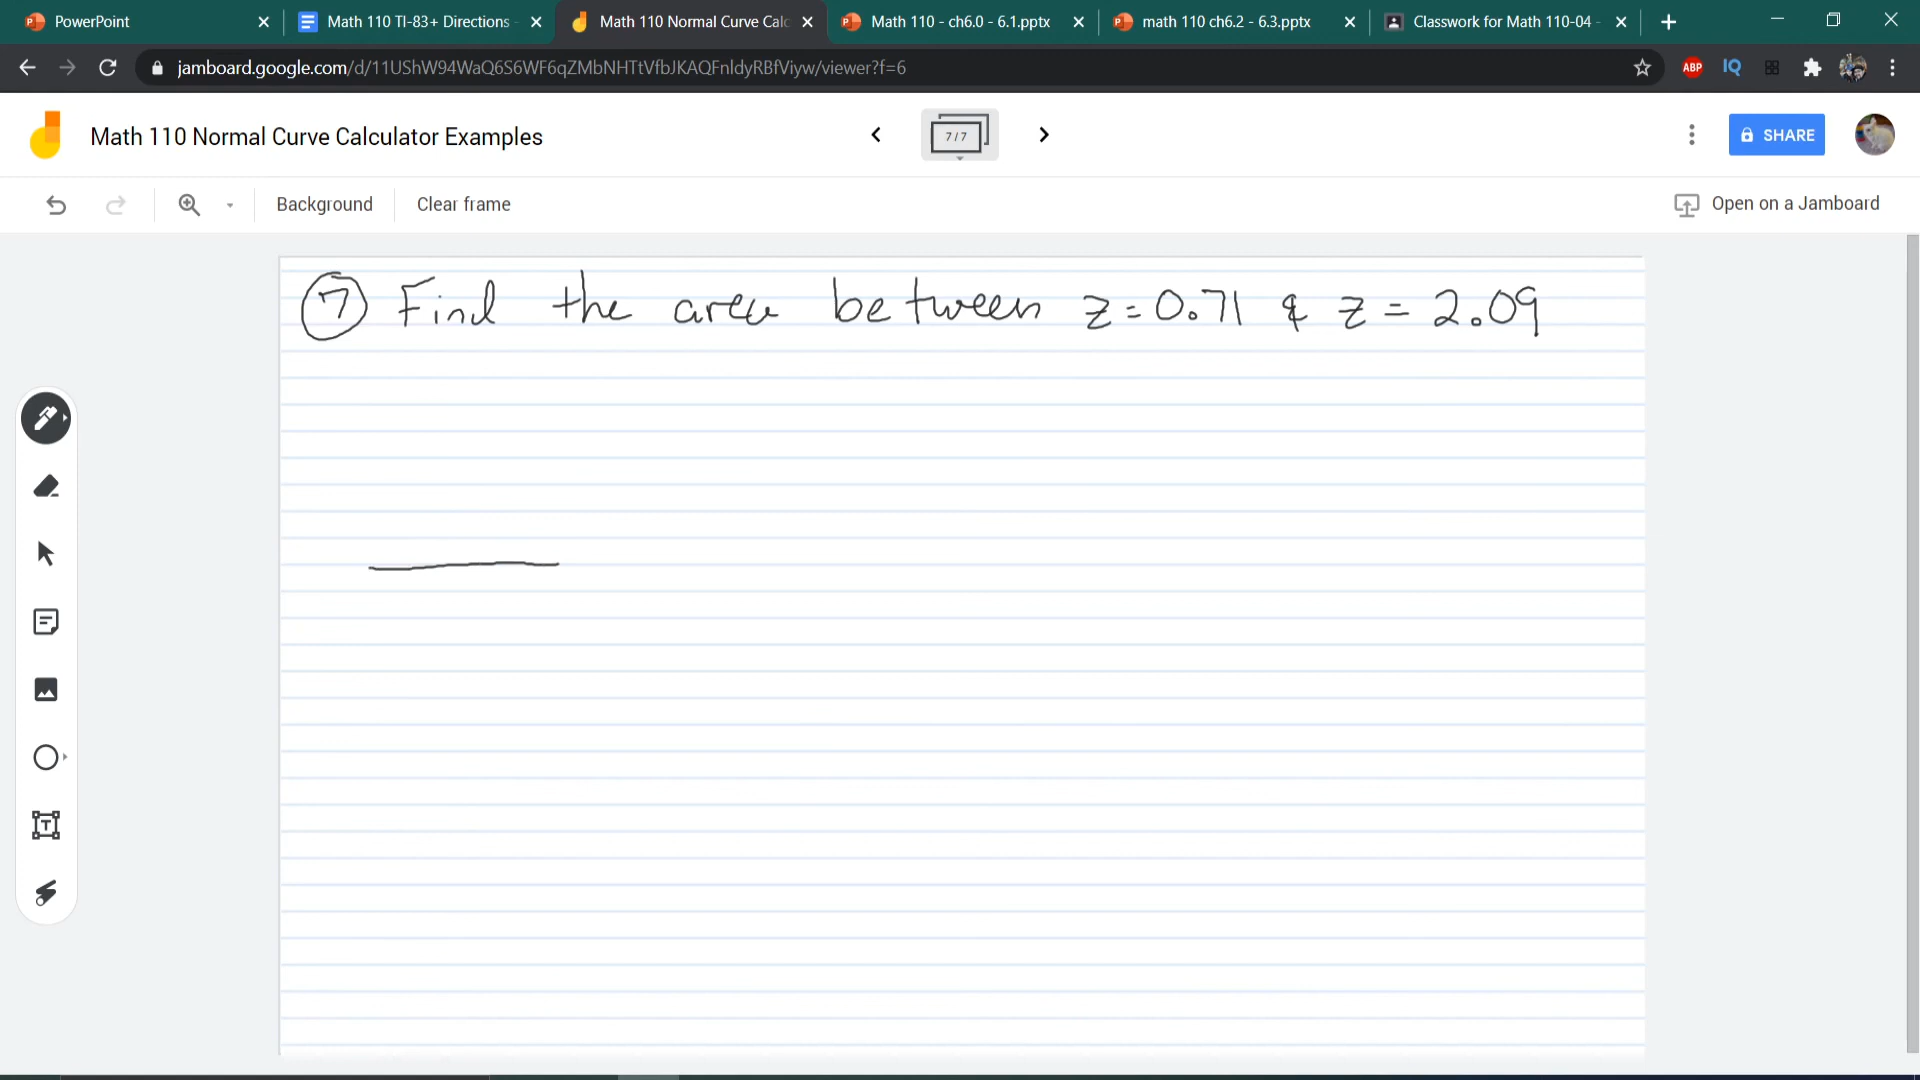 PowerPoint
Math 110 TI-83+ Directions -
Math 110 Normal Curve Calc
Math 110 - ch6.0 - 6.1.pptx
math 110 ch6.2 - 6.3.pptx
Classwork for Math 110-04 -
jamboard.google.com/d/11UShW94WaQ6S6WF6qZMbNHTtVfbJKAQFnldyRBfViyw/viewer?f=6
ABP
IQ
Math 110 Normal Curve Calculator Examples
7/7
SHARE
Background
Clear frame
Open on a Jamboard
⑦ Find the area between z=0.71 & z = 2.09
T